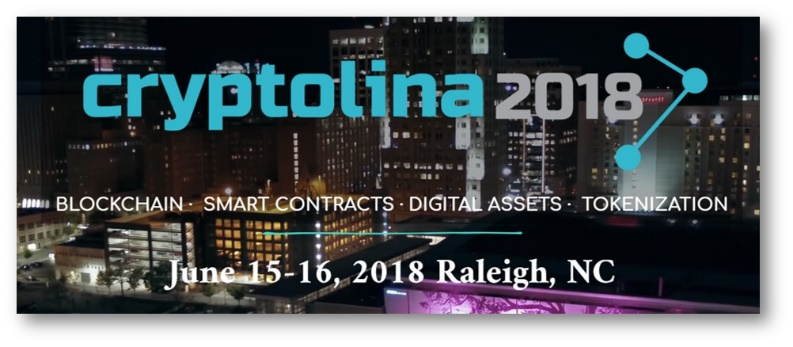 cryptolina 2018
BLOCKCHAIN · SMART CONTRACTS · DIGITAL ASSETS · TOKENIZATION
June 15-16, 2018 Raleigh, NC